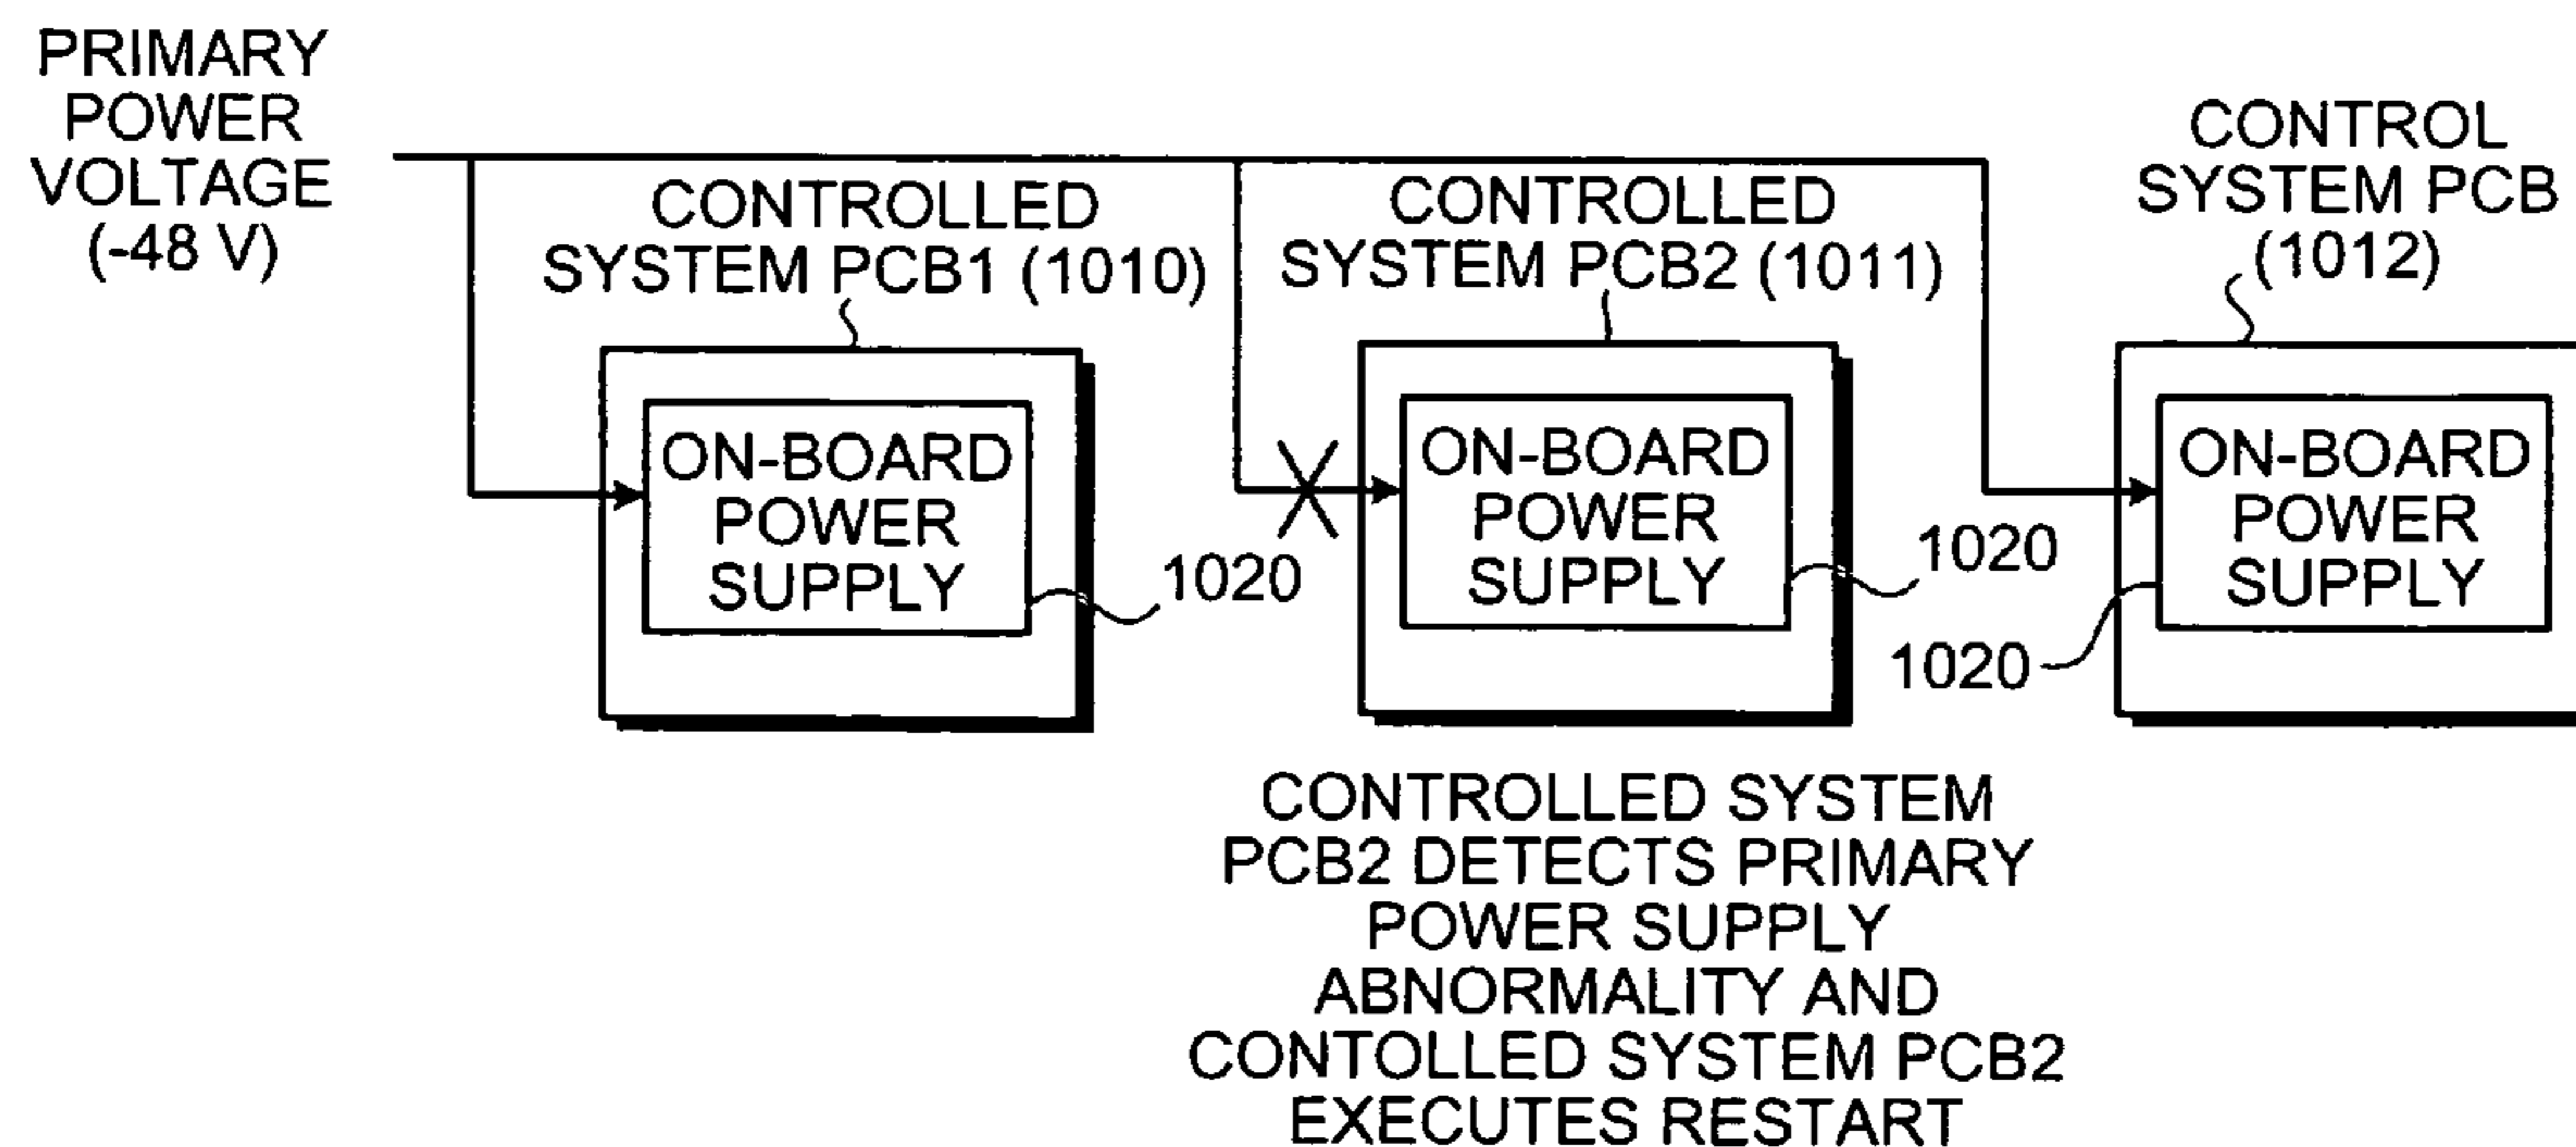 PRIMARY
POWER
VOLTAGE
(-48 V)
CONTROLLED
SYSTEM PCB1 (1010)
CONTROLLED
SYSTEM PCB2 (1011)
CONTROL
SYSTEM PCB
(1012)
ON-BOARD
POWER
SUPPLY
1020
ON-BOARD
POWER
SUPPLY
1020
ON-BOARD
POWER
SUPPLY
1020
CONTROLLED SYSTEM
PCB2 DETECTS PRIMARY
POWER SUPPLY
ABNORMALITY AND
CONTOLLED SYSTEM PCB2
EXECUTES RESTART